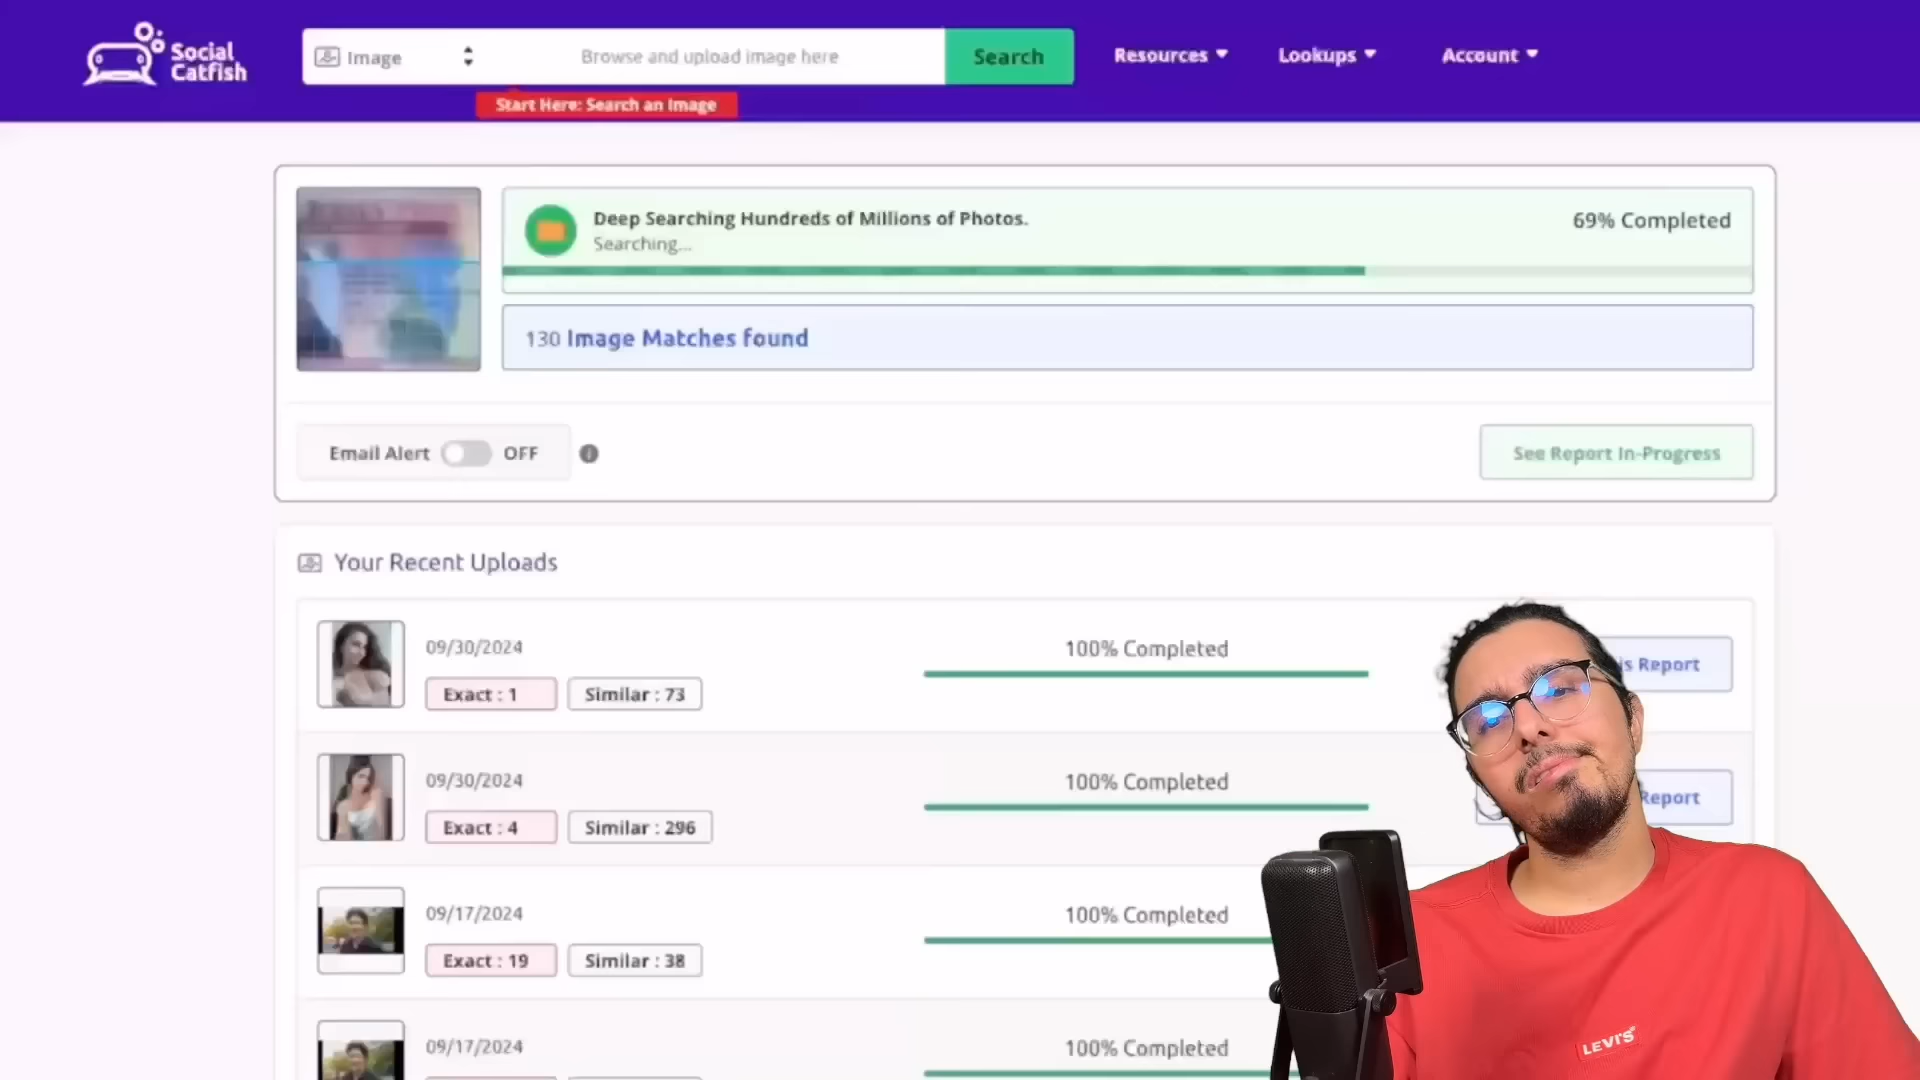 Social
Catfish
Image
Browse and upload image here
Search
Resources
Lookups
Account
Start Here: Search an Image
Deep Searching Hundreds of Millions of Photos.
Searching...
69% Completed
130 Image Matches found
Email Alert
OFF
See Report In-Progress
Your Recent Uploads
09/30/2024
100% Completed
is Report
Exact : 1
Similar : 73
09/30/2024
100% Completed
Report
Exact : 4
Similar : 296
09/17/2024
100% Completed
Exact : 19
Similar : 38
09/17/2024
100% Completed
LEVI'S